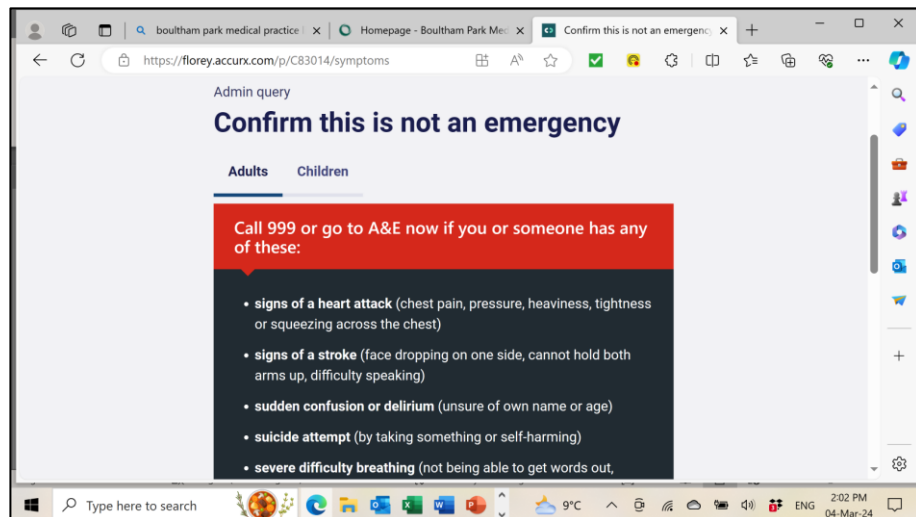 boultham park medical practice
Homepage - Boultham Park Med
Confirm this is not an emergenc
https://florey.accurx.com/p/C83014/symptoms
Admin query
Confirm this is not an emergency
Adults Children
Call 999 or go to A&E now if you or someone has any
of these:
• signs of a heart attack (chest pain, pressure, heaviness, tightness
or squeezing across the chest)
• signs of a stroke (face dropping on one side, cannot hold both
arms up, difficulty speaking)
• sudden confusion or delirium (unsure of own name or age)
• suicide attempt (by taking something or self-harming)
• severe difficulty breathing (not being able to get words out,
Type here to search
9°C
ENG
2:02 PM
04-Mar-24